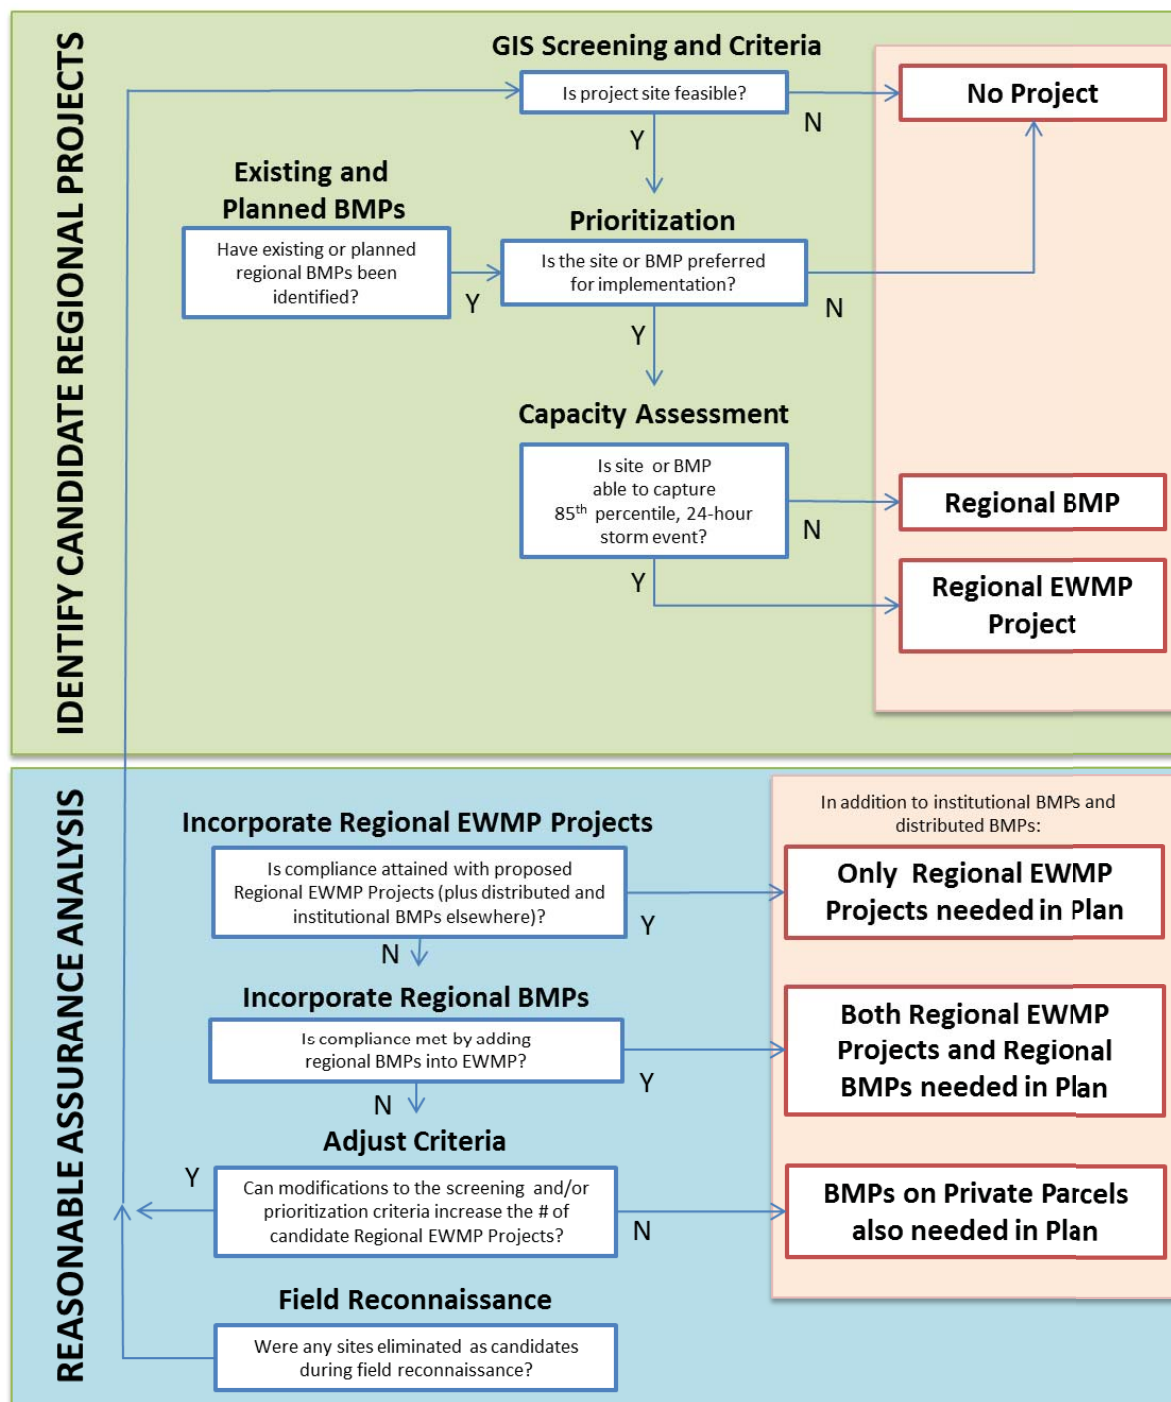 IDENTIFY CANDIDATE REGIONAL PROJECTS
GIS Screening and Criteria
Is project site feasible?
N
Y
No Project
Existing and
Planned BMPs
Have existing or planned
regional BMPs been
identified?
Y
Prioritization
Is the site or BMP preferred
for implementation?
N
Y
Capacity Assessment
Is site or BMP
able to capture
85th percentile, 24-hour
storm event?
N
Y
Regional BMP
Regional EWMP
Project
REASONABLE ASSURANCE ANALYSIS
Incorporate Regional EWMP Projects
Is compliance attained with proposed
Regional EWMP Projects (plus distributed and
institutional BMPs elsewhere)?
Y
N
In addition to institutional BMPs and
distributed BMPs:
Only Regional EWMP
Projects needed in Plan
Incorporate Regional BMPs
Is compliance met by adding
regional BMPs into EWMP?
Y
N
Both Regional EWMP
Projects and Regional
BMPs needed in Plan
Adjust Criteria
Y
Can modifications to the screening and/or
prioritization criteria increase the # of
candidate Regional EWMP Projects?
N
BMPs on Private Parcels
also needed in Plan
Field Reconnaissance
Were any sites eliminated as candidates
during field reconnaissance?